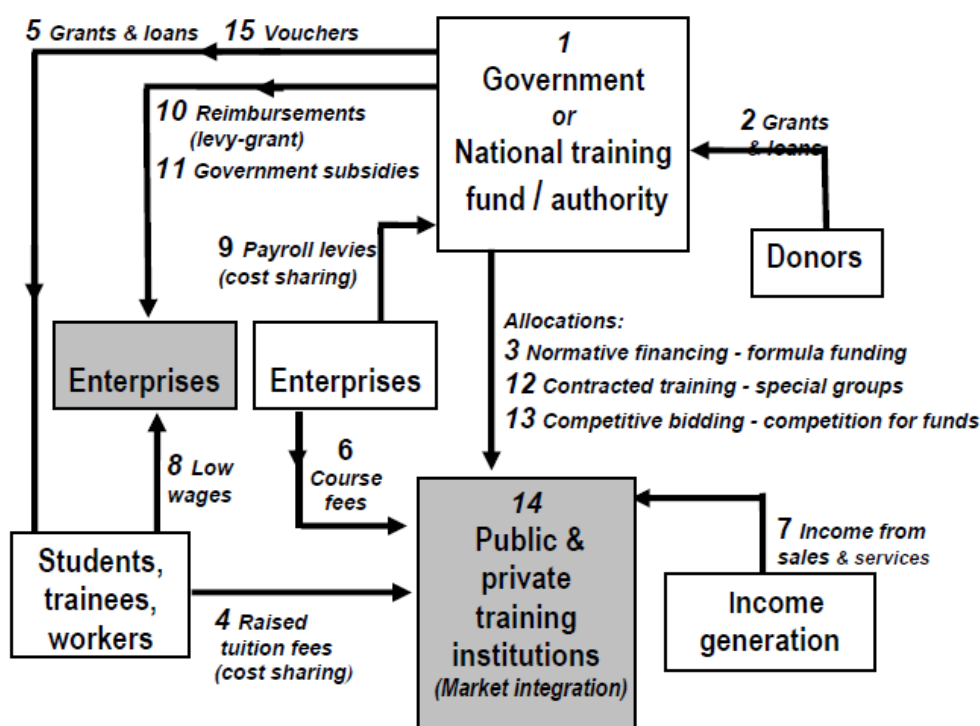 5 Grants & loans 15 Vouchers
1
Government
or
National training
fund / authority
10 Reimbursements
(levy-grant)
11 Government subsidies
2 Grants
& loans
Donors
9 Payroll levies
(cost sharing)
Allocations:
3 Normative financing - formula funding
12 Contracted training - special groups
13 Competitive bidding - competition for funds
Enterprises
Enterprises
8 Low
wages
6
Course
fees
14
Public &
private
training
institutions
(Market integration)
7 Income from
sales & services
Students,
trainees,
workers
4 Raised
tuition fees
(cost sharing)
Income
generation